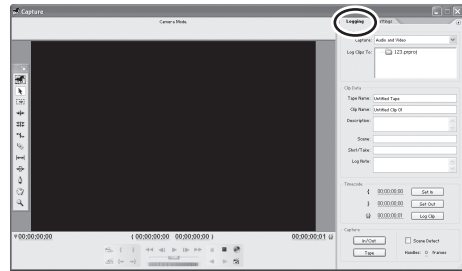 Capture
Camera Mode
Logging Settings
Capture: Audio and Video
Log Clips To: 123.prproj
Clip Data
Tape Name: Untitled Tape
Clip Name: Untitled Clip 01
Description:
Scene:
Shot/Take:
Log Note:
Timecode
{ 00;00;00;00 Set In
} 00;00;00;00 Set Out
{} 00;00;00;01 Log Clip
00;00;00;00 { 00;00;00;00 00;00;00;00 } 00;00;00;01 {}
Capture
In/Out Scene Detect
Tape Handles: 0 Frames